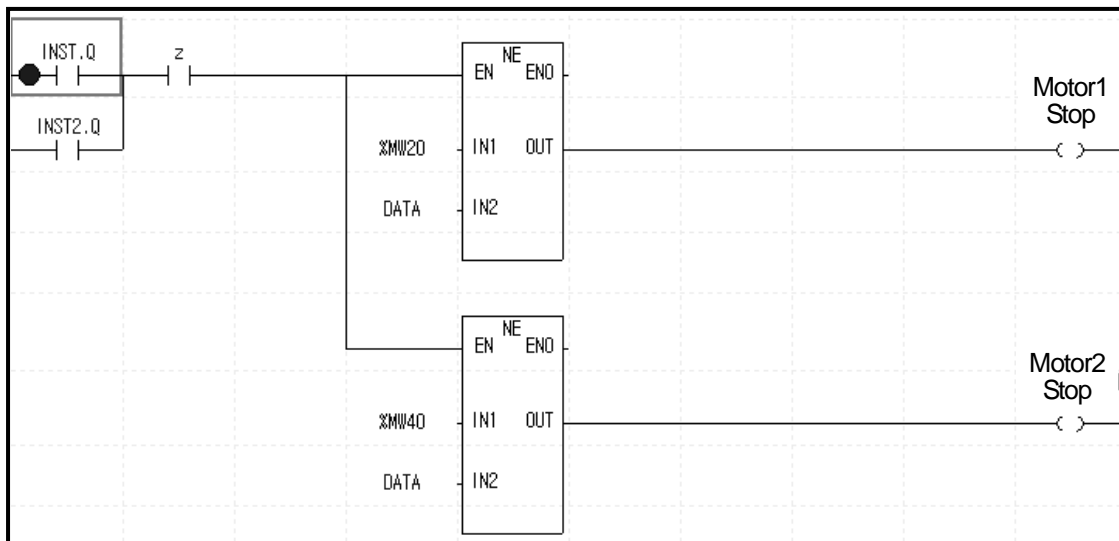 INST.Q
z
NE
EN ENO
Motor1
Stop
INST2.Q
%MW20
IN1 OUT
DATA
IN2
NE
EN ENO
Motor2
Stop
%MW40
IN1 OUT
DATA
IN2